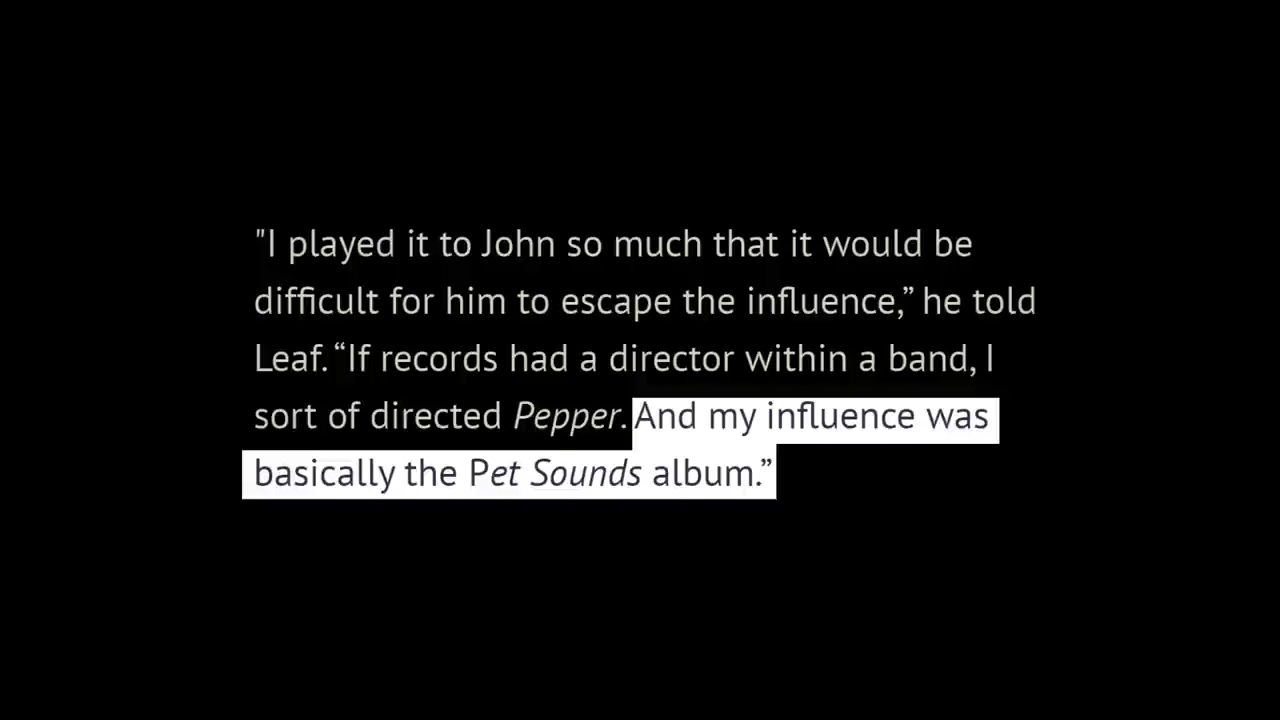 "I played it to John so much that it would be
difficult for him to escape the influence,” he told
Leaf. “If records had a director within a band, I
sort of directed Pepper. And my influence was
basically the Pet Sounds album.”